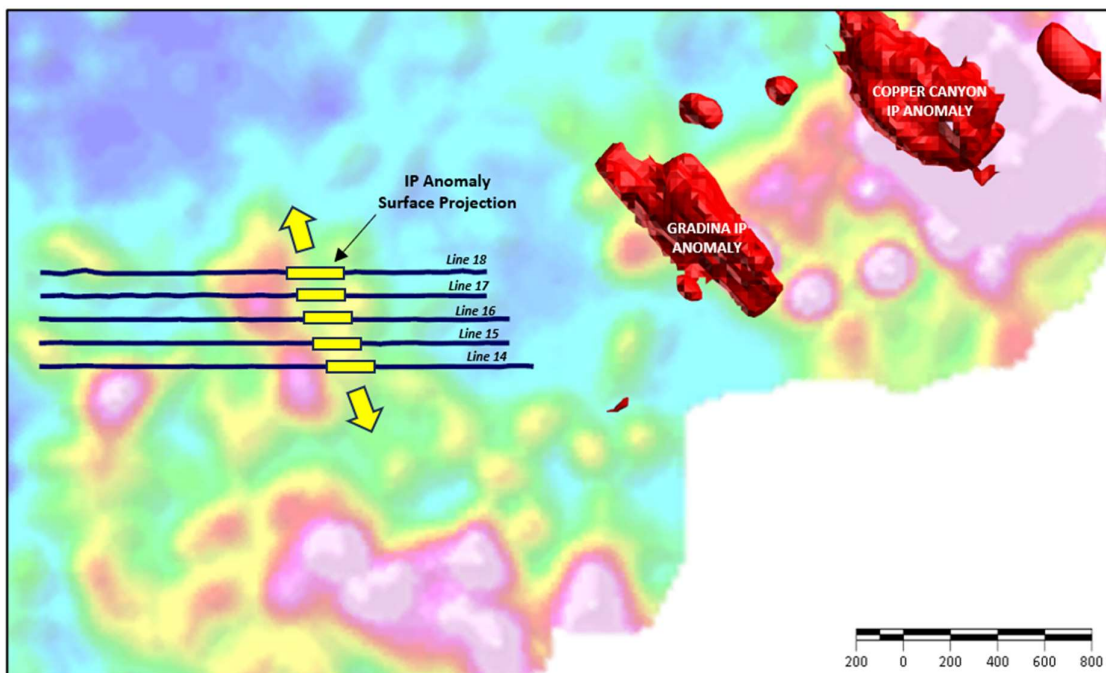 COPPER CANYON
IP ANOMALY
IP Anomaly
Surface Projection
GRADINA IP
ANOMALY
Line 18
Line 17
Line 16
Line 15
Line 14
200 0 200 400 600 800